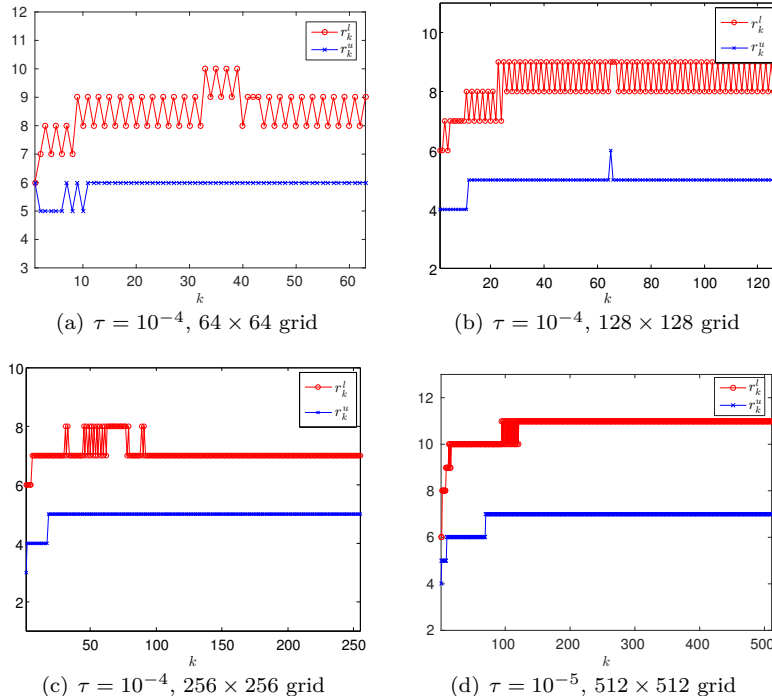 12
11
10
9
8
7
6
5
4
3
10 20 30 40 50 60
k
r_k^l
r_k^u
(a) τ = 10^{-4}, 64 × 64 grid
10
8
6
4
2
20 40 60 80 100 120
k
r_k^l
r_k^u
(b) τ = 10^{-4}, 128 × 128 grid
10
8
6
4
2
50 100 150 200 250
k
r_k^l
r_k^u
(c) τ = 10^{-4}, 256 × 256 grid
12
10
8
6
4
2
100 200 300 400 500
k
r_k^l
r_k^u
(d) τ = 10^{-5}, 512 × 512 grid